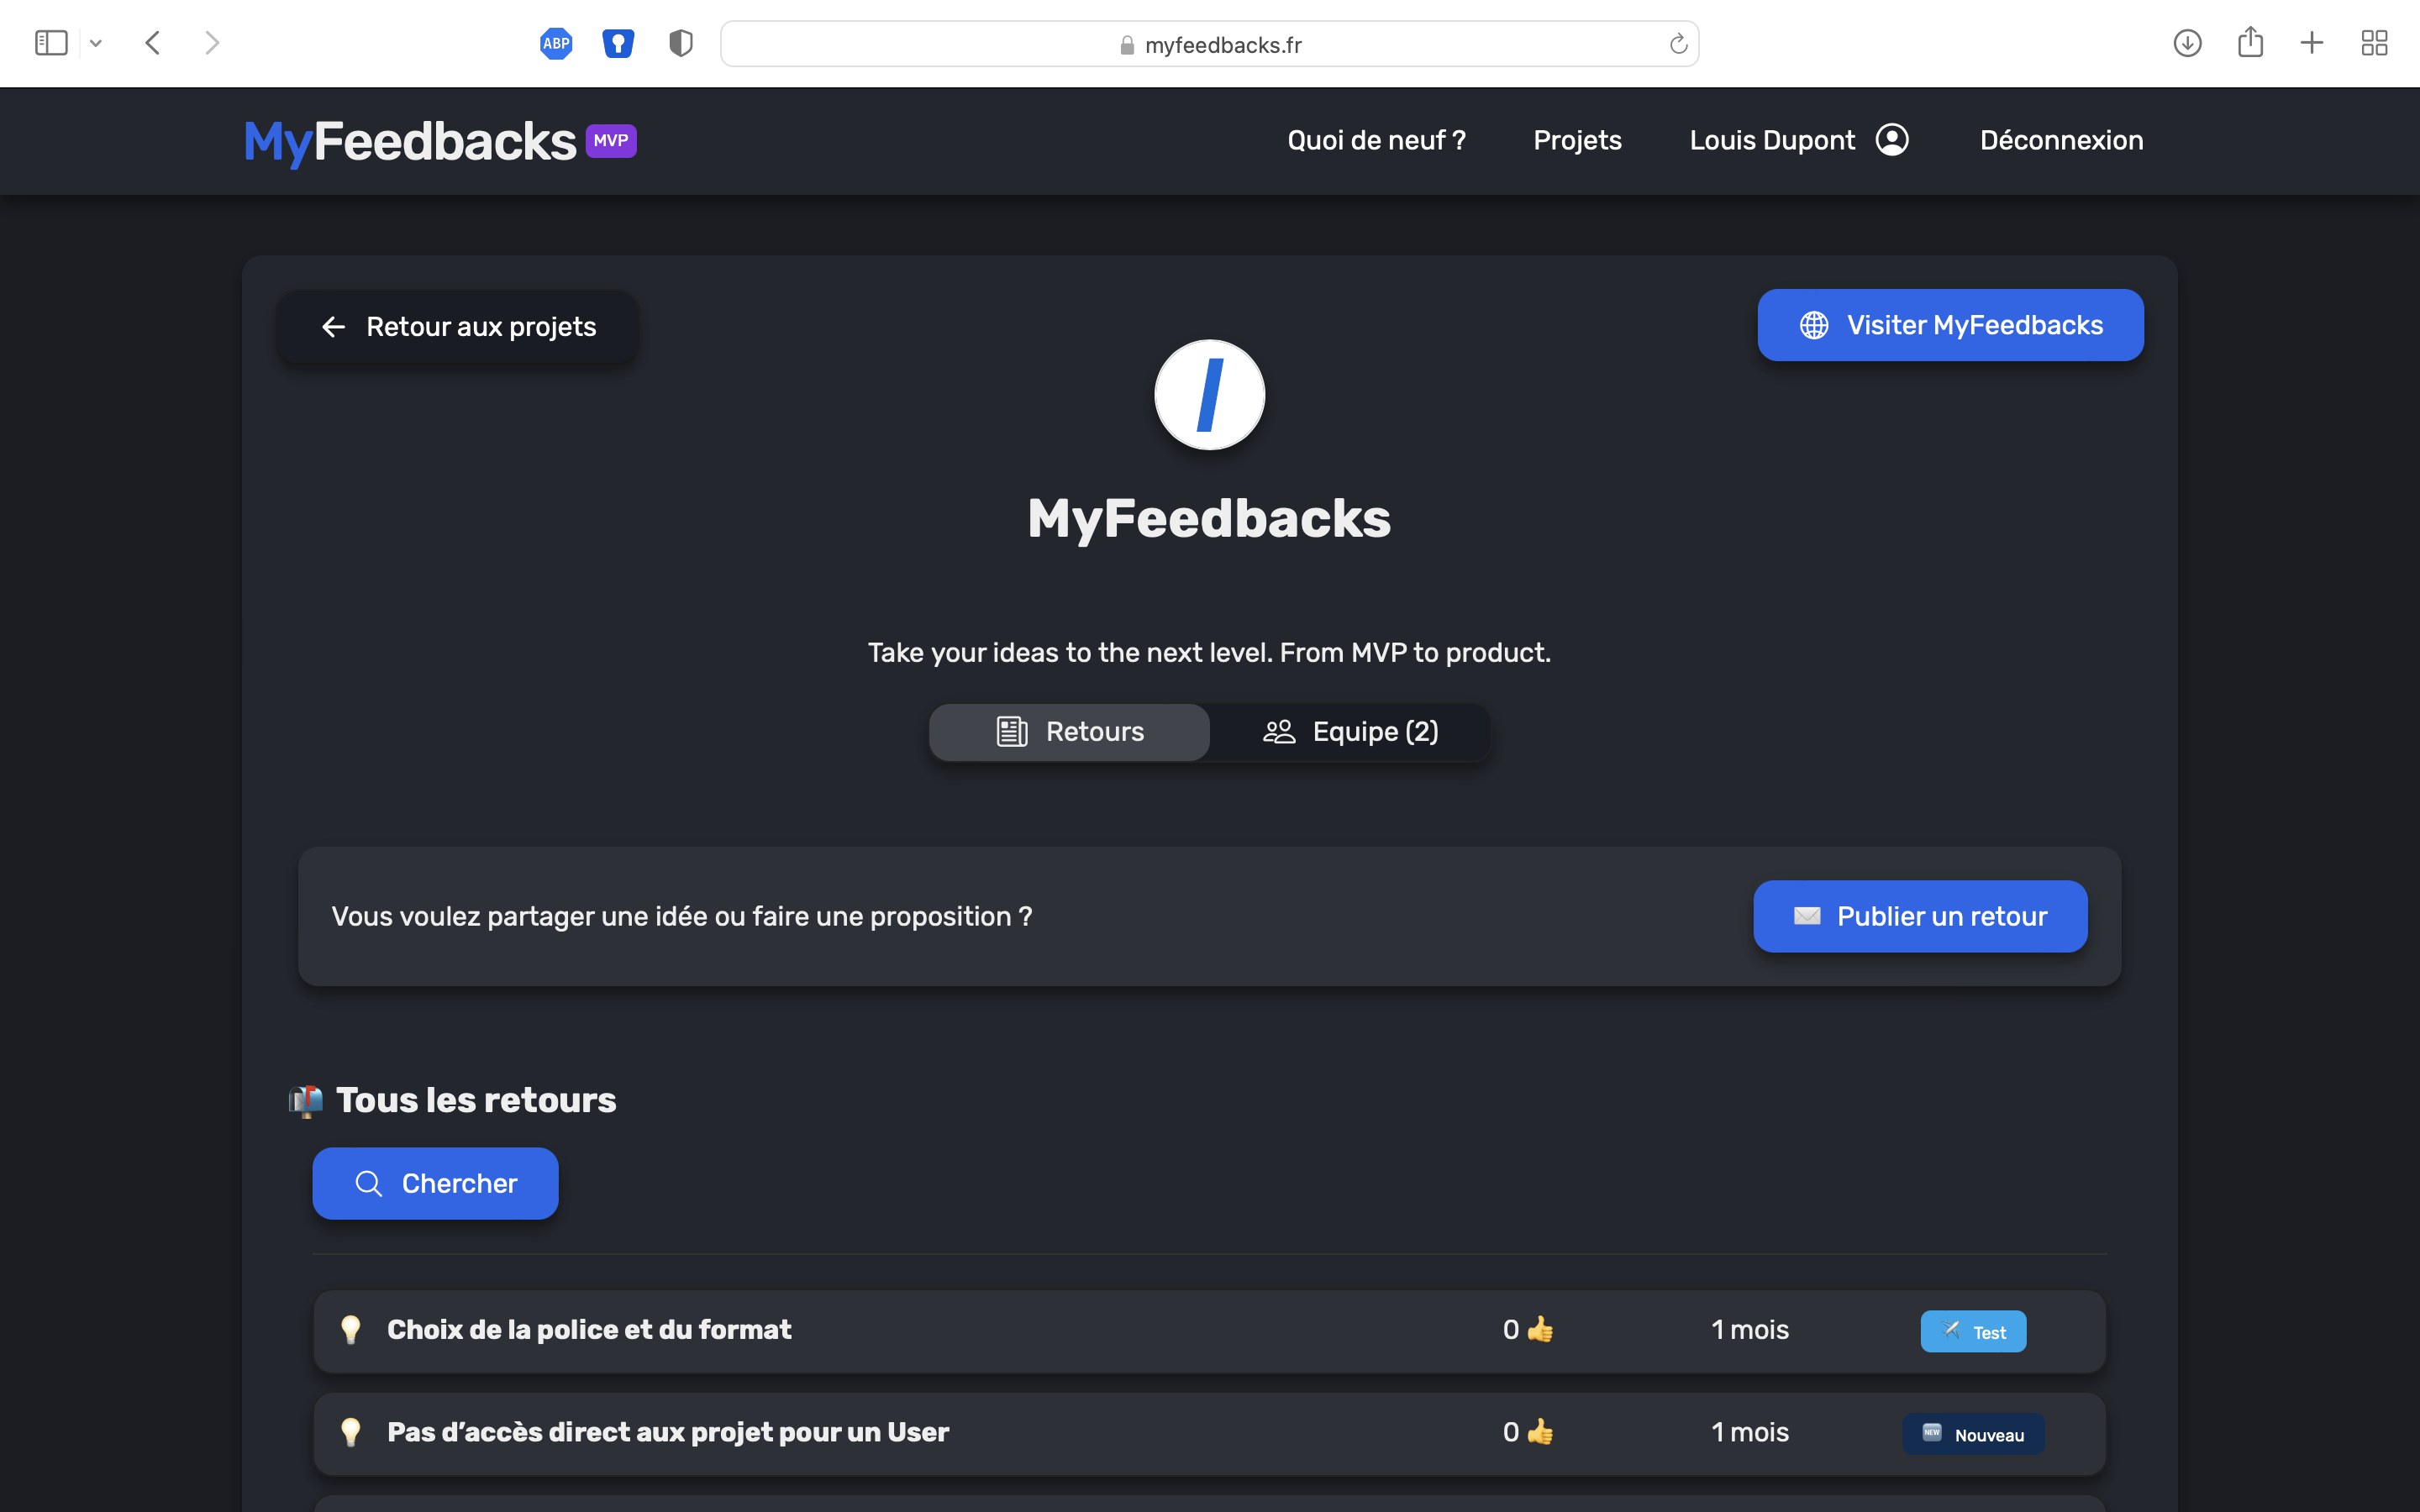 ABP
myfeedbacks.fr
MyFeedbacks MVP
Quoi de neuf ?
Projets
Louis Dupont
Déconnexion
Retour aux projets
Visiter MyFeedbacks
MyFeedbacks
Take your ideas to the next level. From MVP to product.
Retours
Equipe (2)
Vous voulez partager une idée ou faire une proposition ?
Publier un retour
Tous les retours
Chercher
Choix de la police et du format
0
1 mois
Test
Pas d’accès direct aux projet pour un User
0
1 mois
NEW
Nouveau